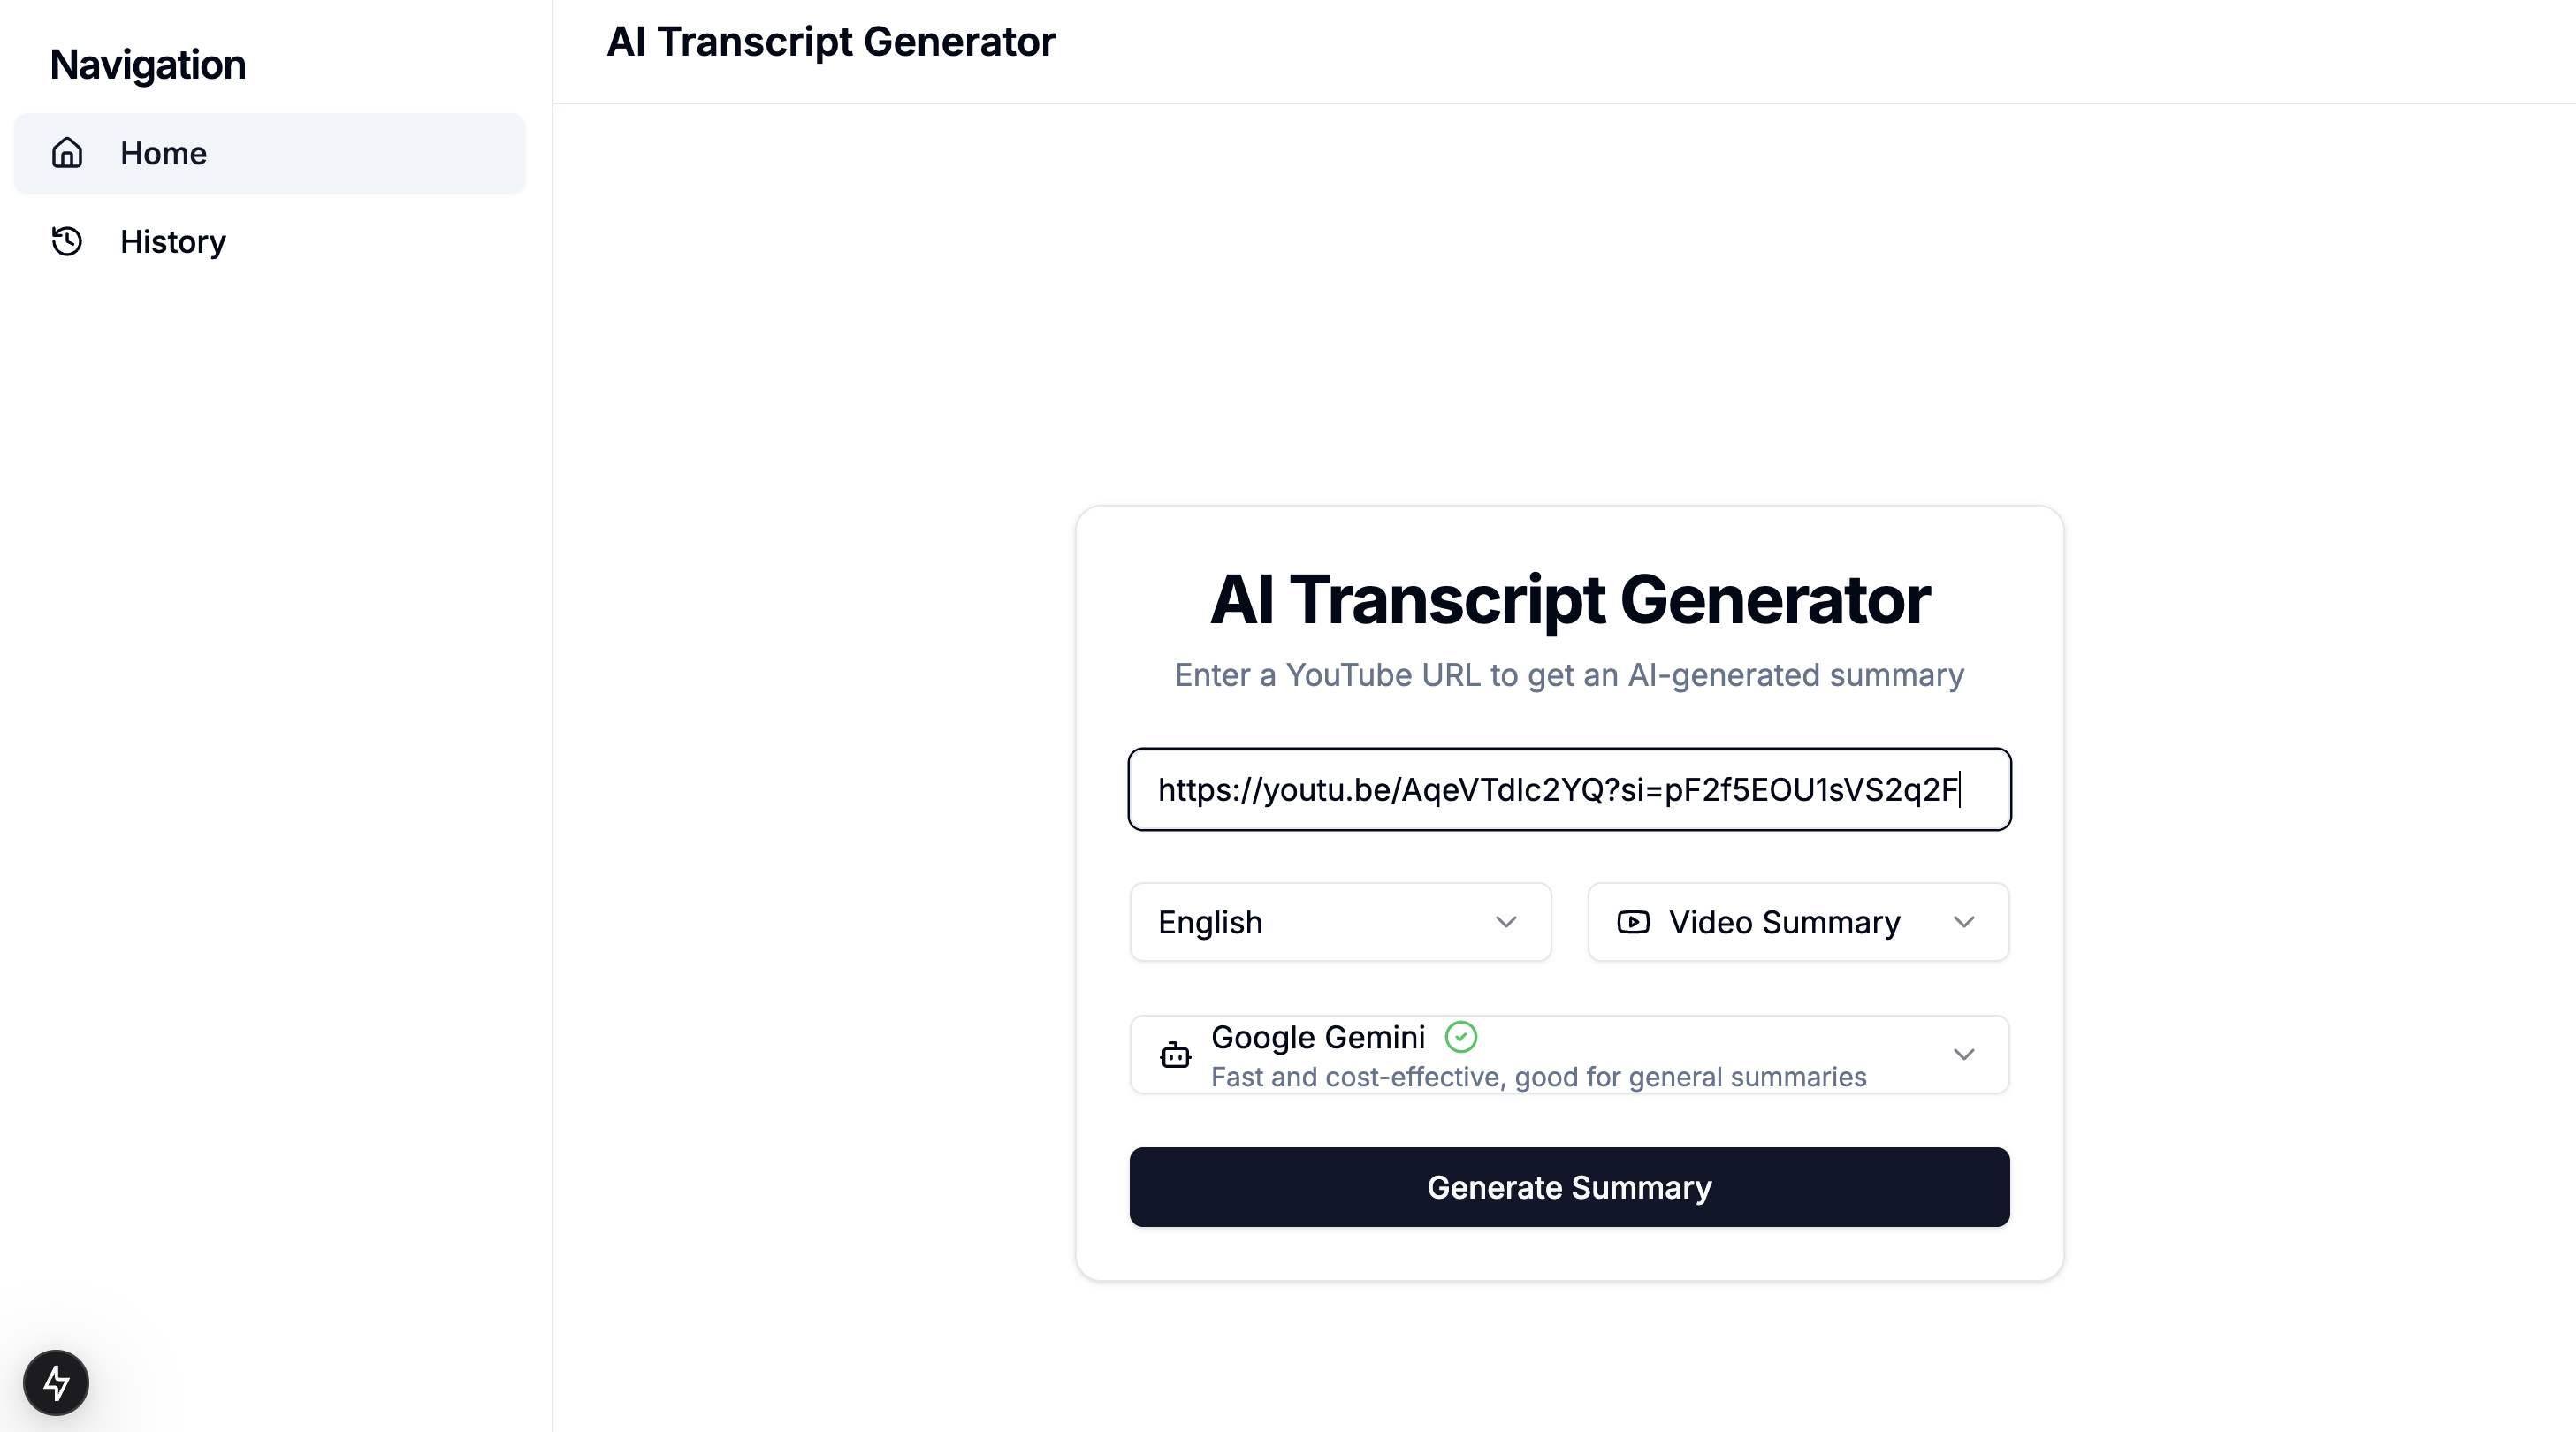 Navigation
Home
History
AI Transcript Generator
AI Transcript Generator
Enter a YouTube URL to get an AI-generated summary
https://youtu.be/AqeVTdIc2YQ?si=pF2f5EOU1sVS2q2F
English
Video Summary
Google Gemini
Fast and cost-effective, good for general summaries
Generate Summary